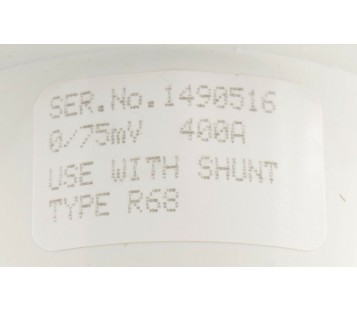 SER.No.1490516
0/75mV 400A
USE WITH SHUNT
TYPE R68